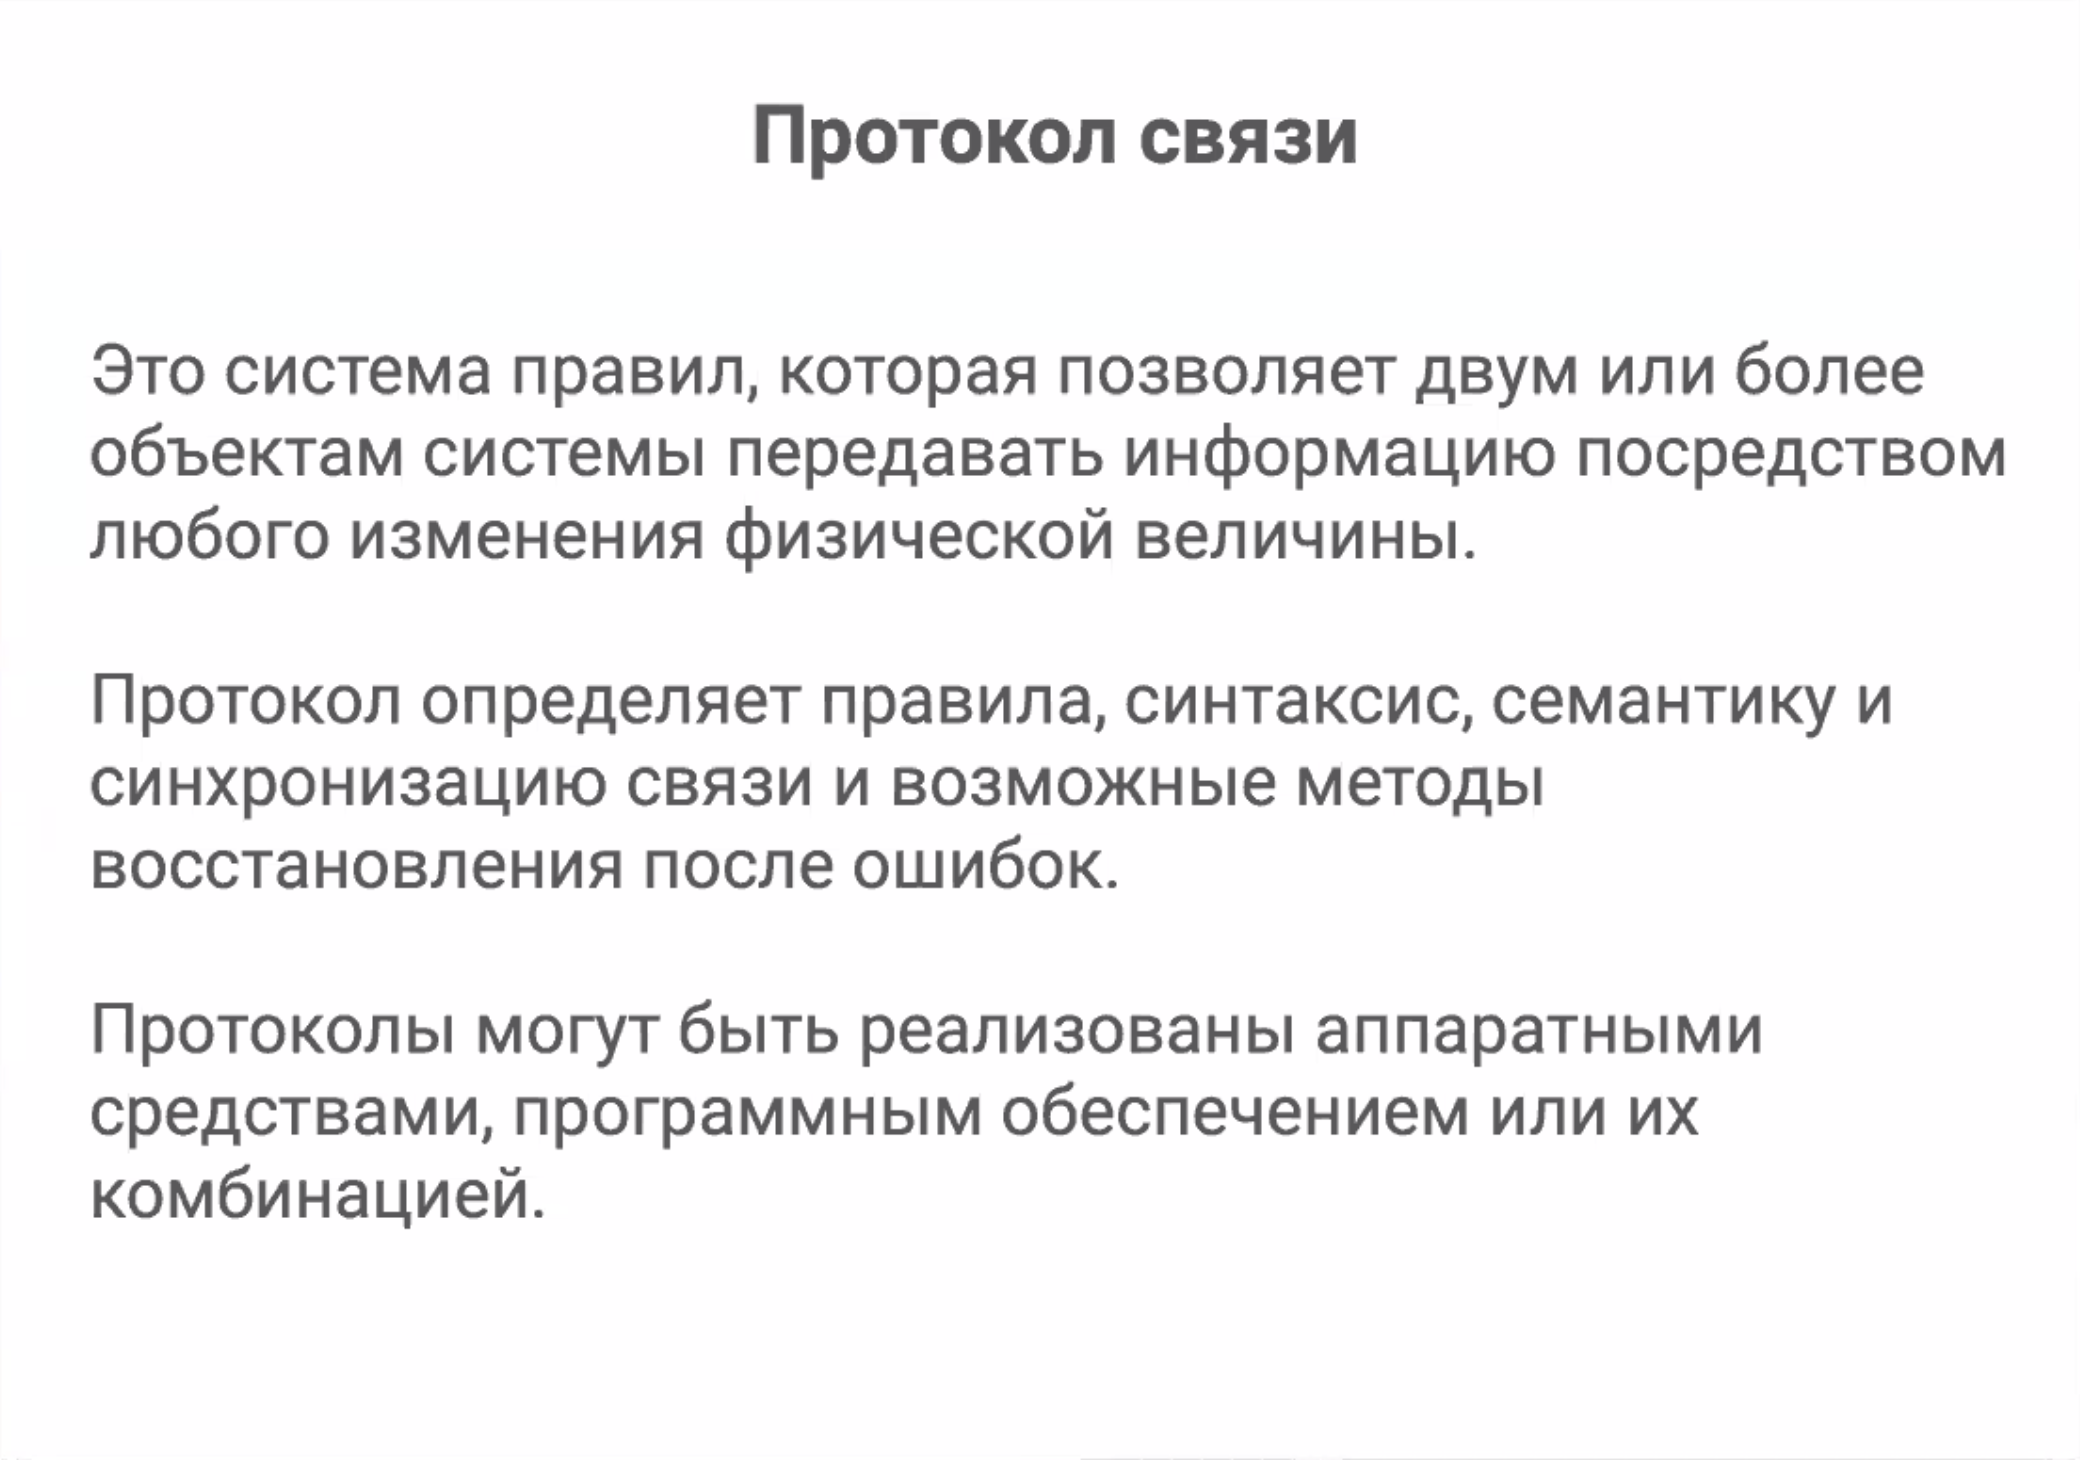 Протокол связи
Это система правил, которая позволяет двум или более
объектам системы передавать информацию посредством
любого изменения физической величины.
Протокол определяет правила, синтаксис, семантику и
синхронизацию связи и возможные методы
восстановления после ошибок.
Протоколы могут быть реализованы аппаратными
средствами, программным обеспечением или их
комбинацией.